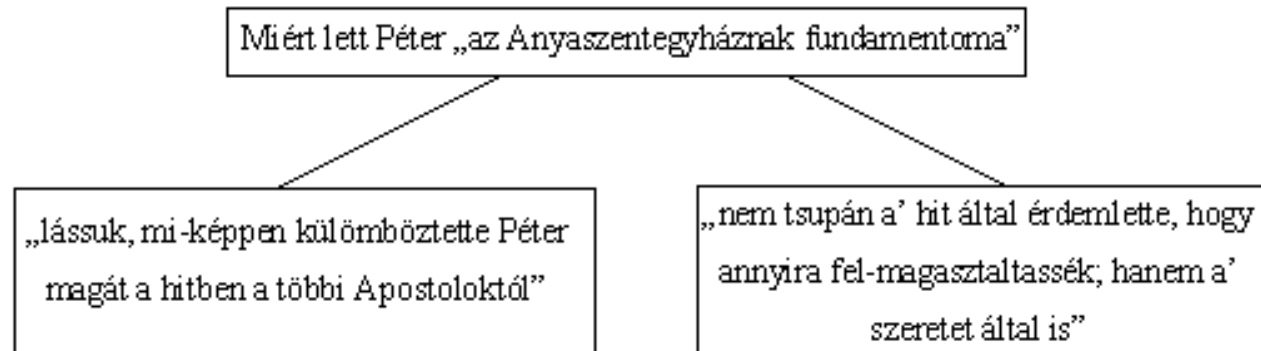 Miért lett Péter „az Anyaszentegyháznak fundamentoma”
„lássuk, mi-képpen külömböztette Péter
magát a hitben a többi Apostoloktól”
„nem tsupán a’ hit által érdemlette, hogy
annyira fel-magasztaltassék; hanem a’
szeretet által is”